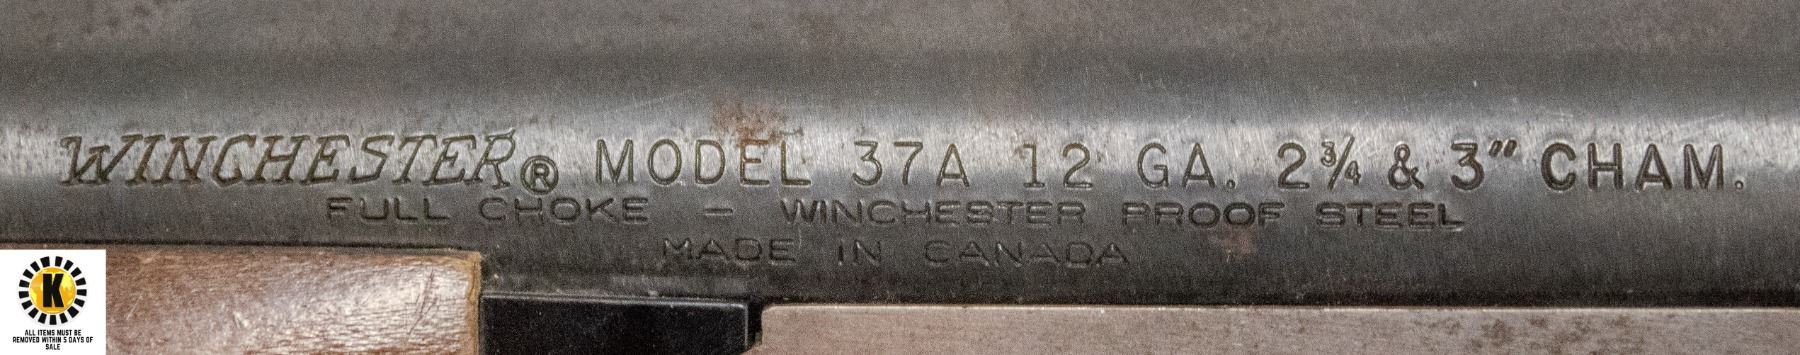 WINCHESTER® MODEL 37A 12 GA. 2¾ & 3" CHAM.
FULL CHOKE - WINCHESTER PROOF STEEL
MADE IN CANADA
K
ALL ITEMS MUST BE
REMOVED WITHIN 5 DAYS OF
SALE